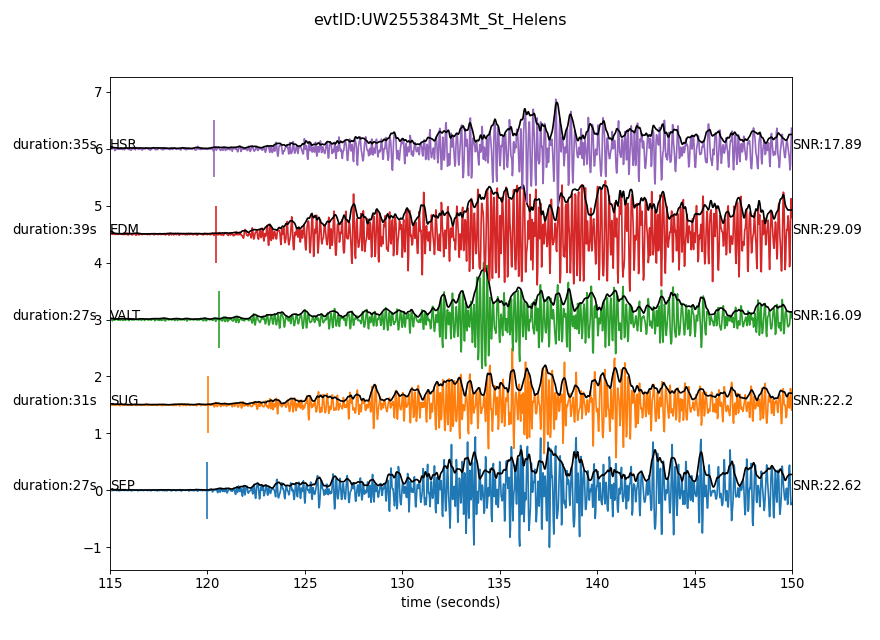 evtID:UW2553843Mt_St_Helens
7
duration:35s HSR 6 SNR:17.89
5
duration:39s EDM SNR:29.09
4
duration:27s VALT 3 SNR:16.09
2
duration:31s SUG SNR:22.2
1
duration:27s SEP 0 SNR:22.62
−1
115 120 125 130 135 140 145 150
time (seconds)